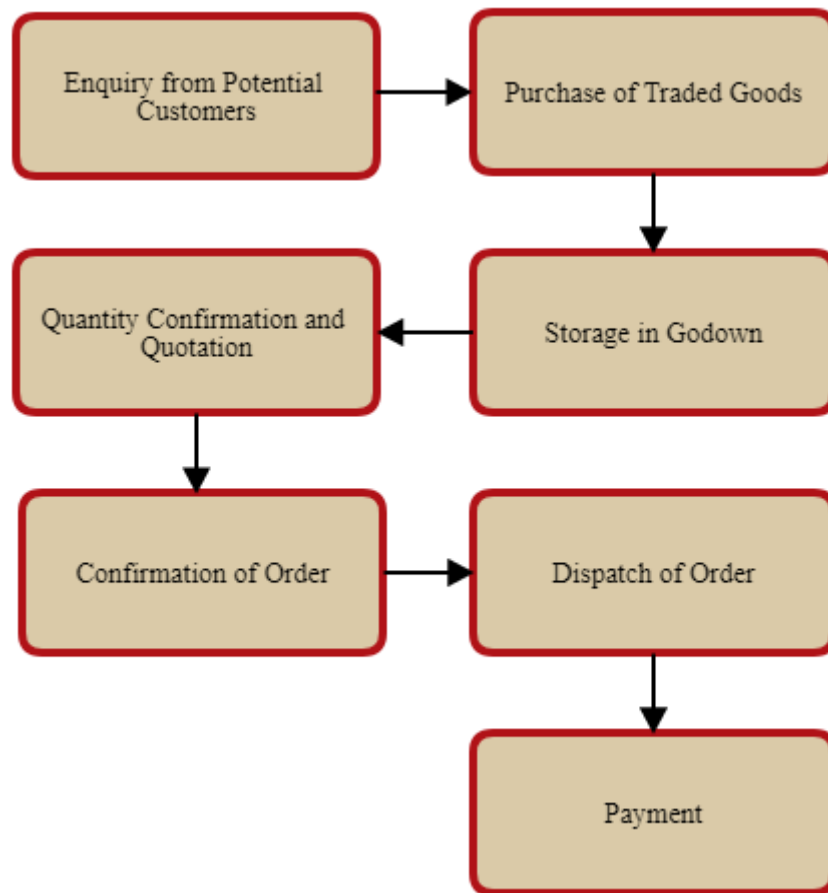 Enquiry from Potential
Customers
Purchase of Traded Goods
Storage in Godown
Quantity Confirmation and
Quotation
Confirmation of Order
Dispatch of Order
Payment